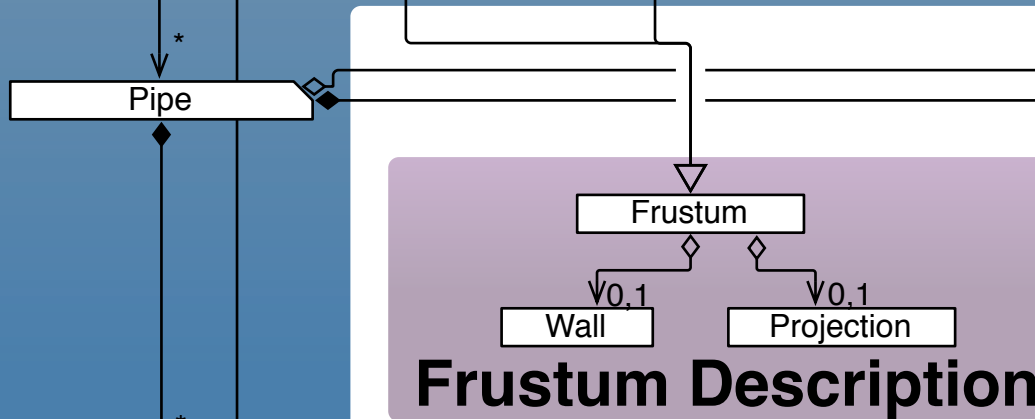 *
Pipe
Frustum
0,1
0,1
Wall
Projection
Frustum Description
*